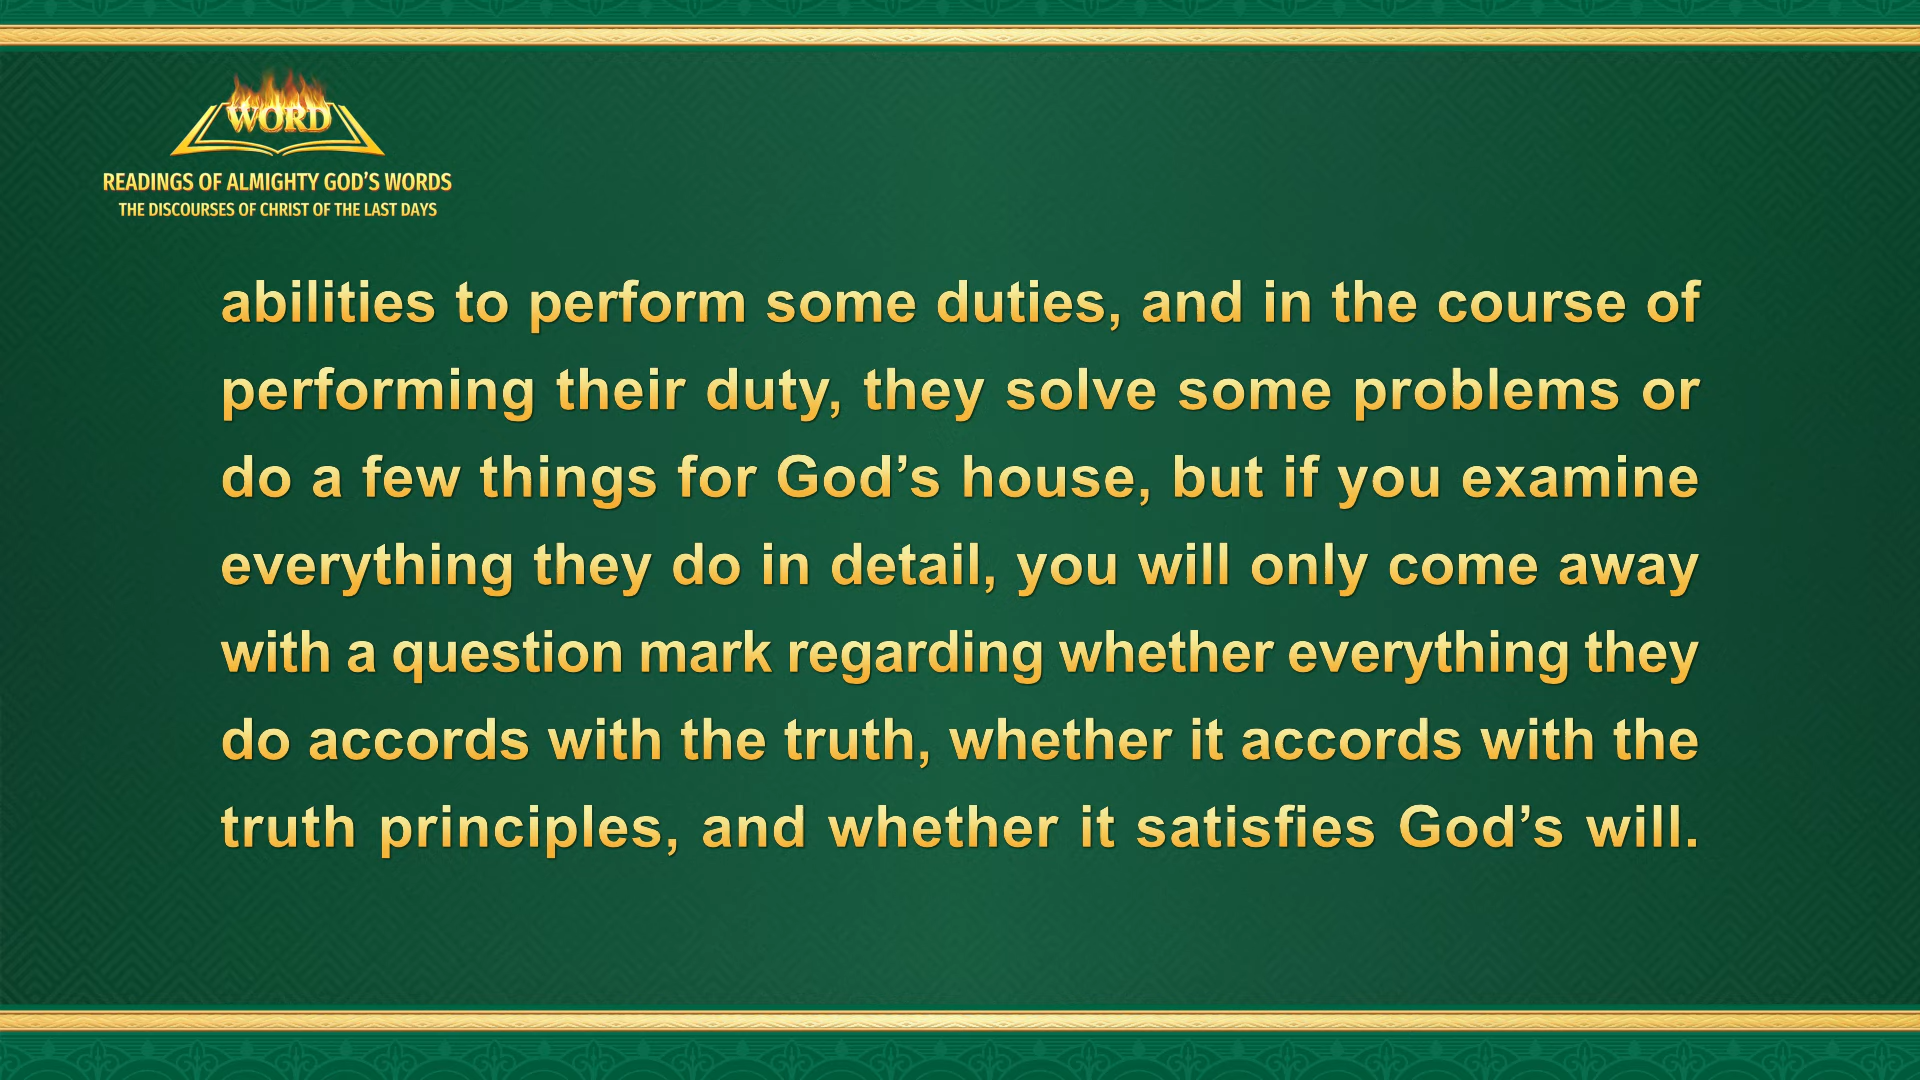 WORD
READINGS OF ALMIGHTY GOD’S WORDS
THE DISCOURSES OF CHRIST OF THE LAST DAYS
abilities to perform some duties, and in the course of
performing their duty, they solve some problems or
do a few things for God’s house, but if you examine
everything they do in detail, you will only come away
with a question mark regarding whether everything they
do accords with the truth, whether it accords with the
truth principles, and whether it satisfies God’s will.